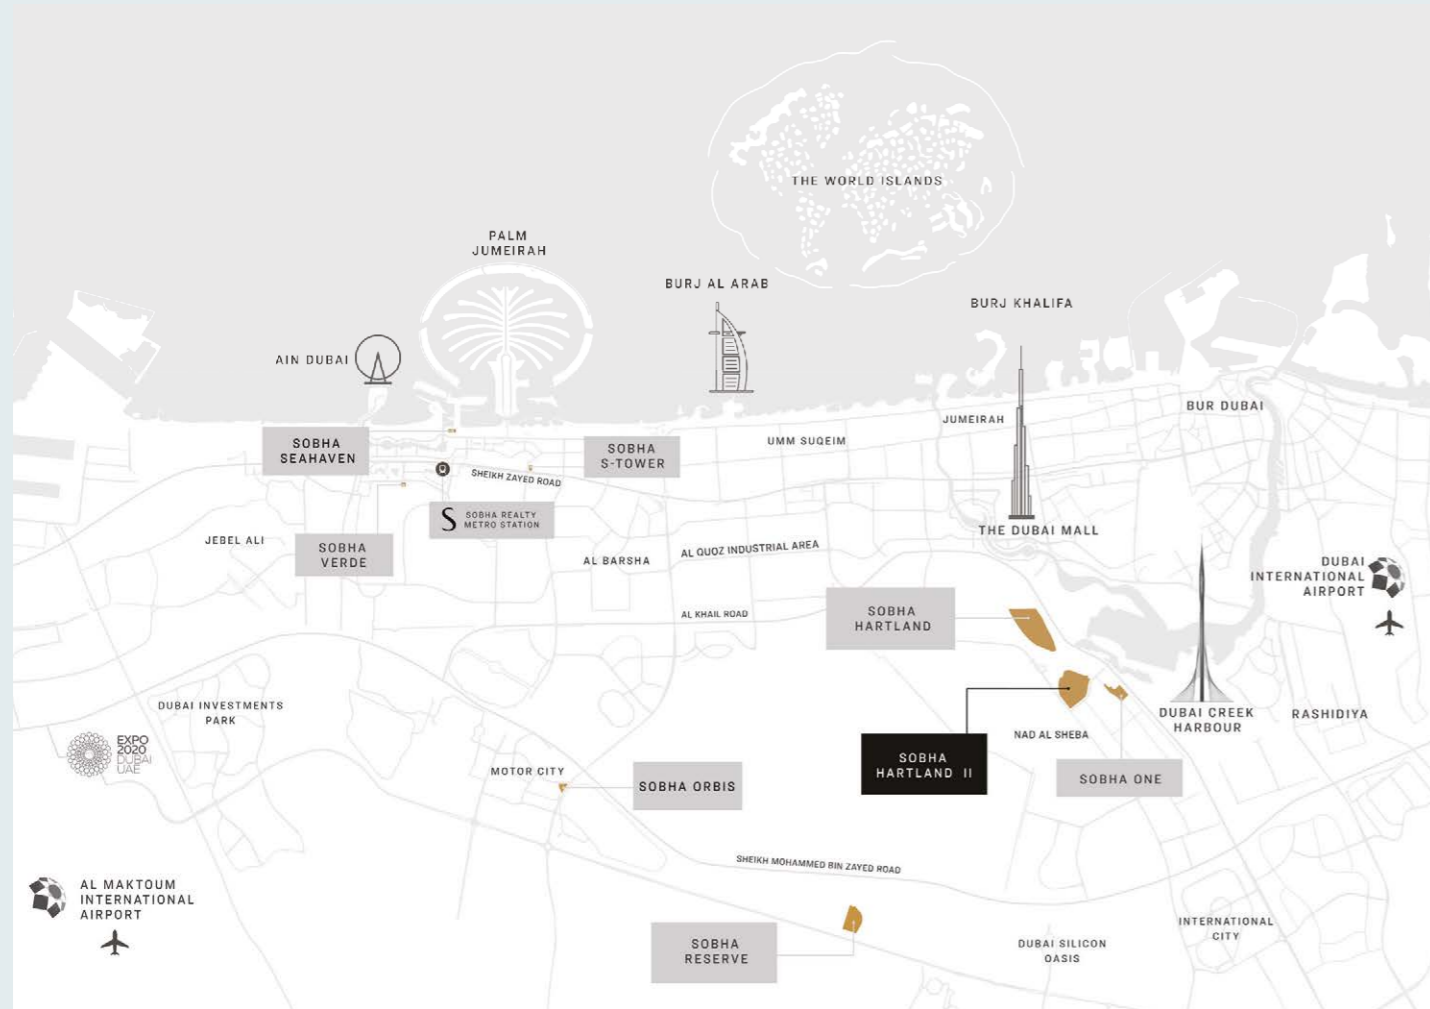 THE WORLD ISLANDS
PALM
JUMEIRAH
BURJ AL ARAB
BURJ KHALIFA
AIN DUBAI
BUR DUBAI
JUMEIRAH
SOBHA
SEAHAVEN
SOBHA
S-TOWER
UMM SUQEIM
SHEIKH ZAYED ROAD
S SOBHA REALTY
METRO STATION
THE DUBAI MALL
JEBEL ALI
SOBHA
VERDE
AL BARSHA
AL QUOZ INDUSTRIAL AREA
DUBAI
INTERNATIONAL
AIRPORT
AL KHAIL ROAD
SOBHA
HARTLAND
DUBAI INVESTMENTS
PARK
DUBAI CREEK
HARBOUR
RASHIDIYA
NAD AL SHEBA
EXPO
2020
DUBAI
UAE
SOBHA
HARTLAND II
SOBHA ONE
MOTOR CITY
SOBHA ORBIS
SHEIKH MOHAMMED BIN ZAYED ROAD
AL MAKTOUM
INTERNATIONAL
AIRPORT
SOBHA
RESERVE
DUBAI SILICON
OASIS
INTERNATIONAL
CITY